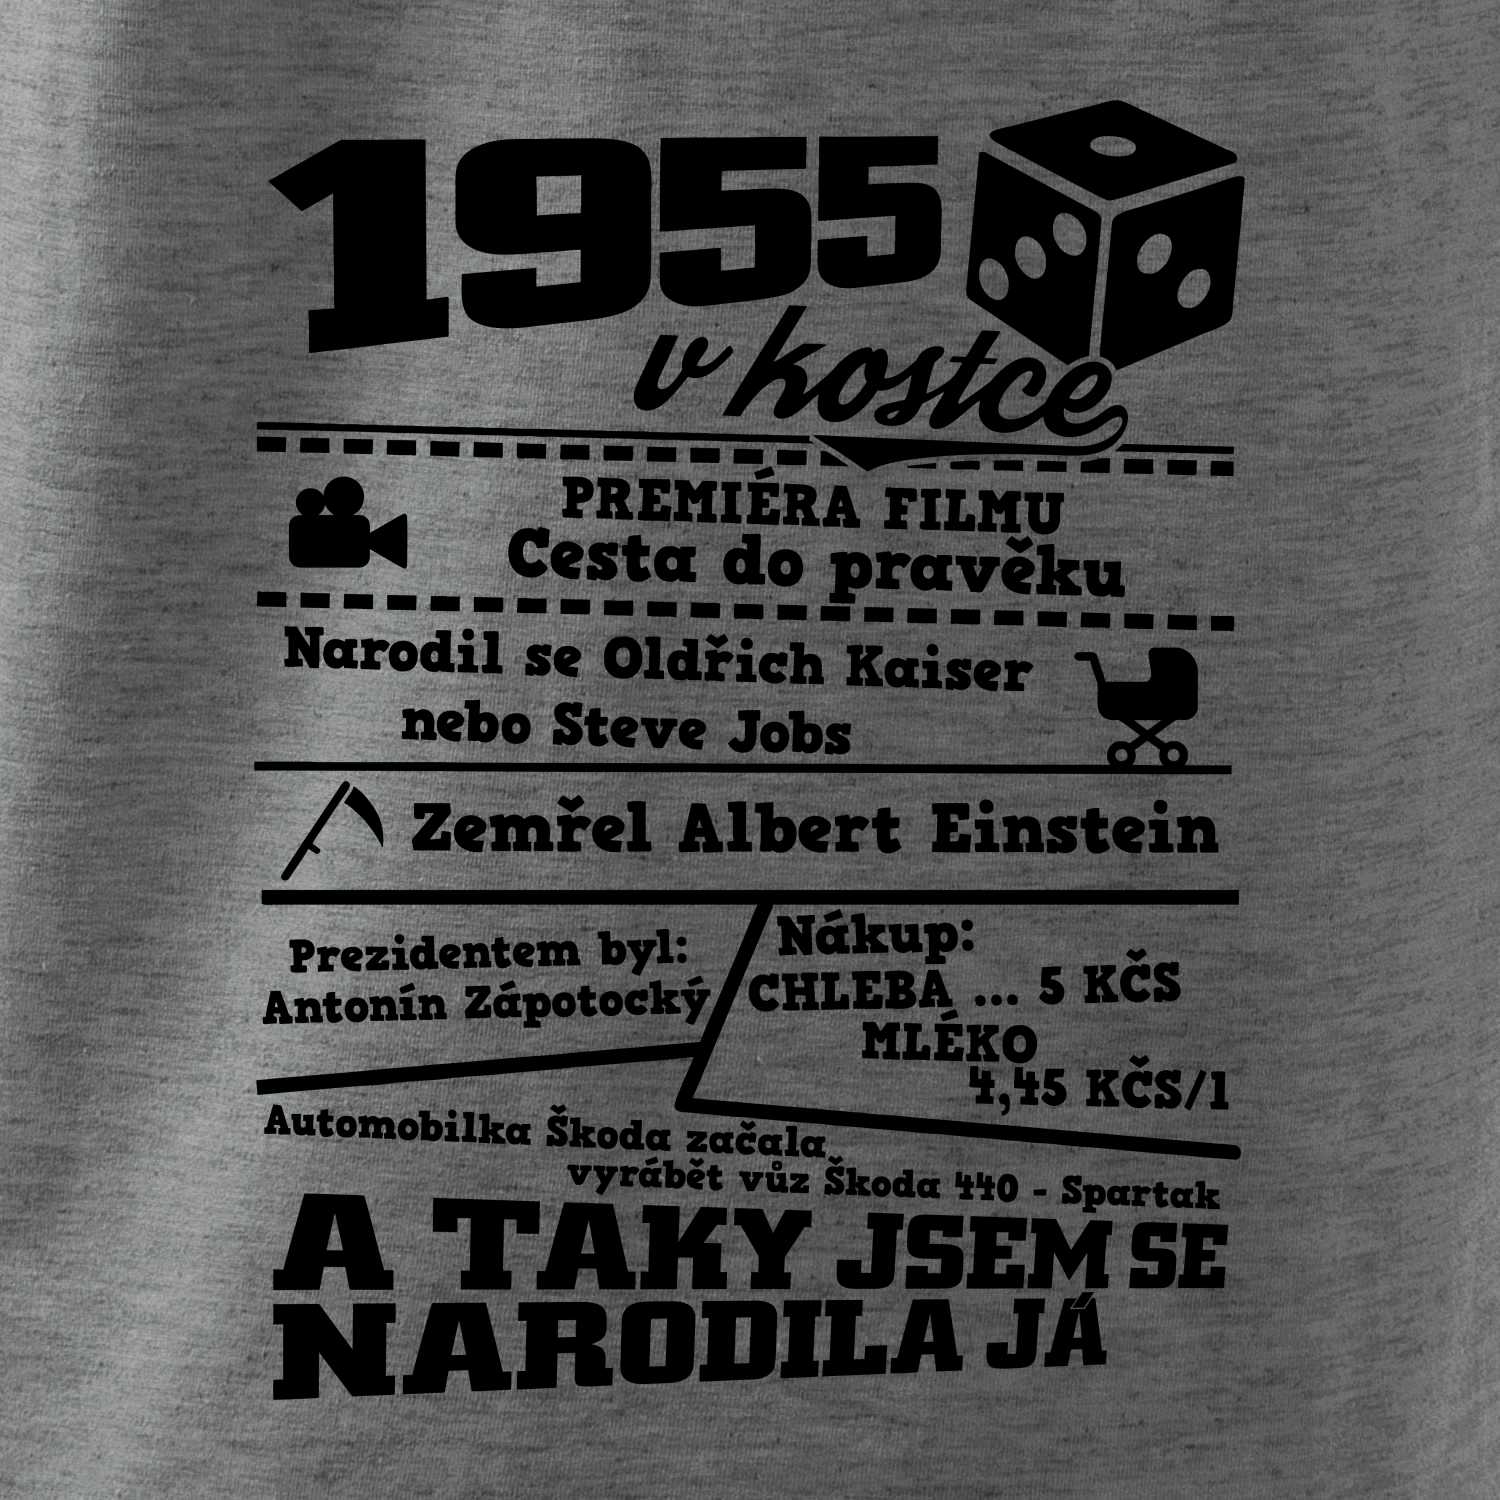 1955
v kostce
PREMIÉRA FILMU
Cesta do pravěku
Narodil se Oldřich Kaiser
nebo Steve Jobs
Zemřel Albert Einstein
Prezidentem byl:
Antonín Zápotocký
Nákup:
CHLEBA ... 5 KČS
MLÉKO
4,45 KČS/l
Automobilka Škoda začala
vyrábět vůz Škoda 440 - Spartak
A TAKY JSEM SE
NARODILA JÁ